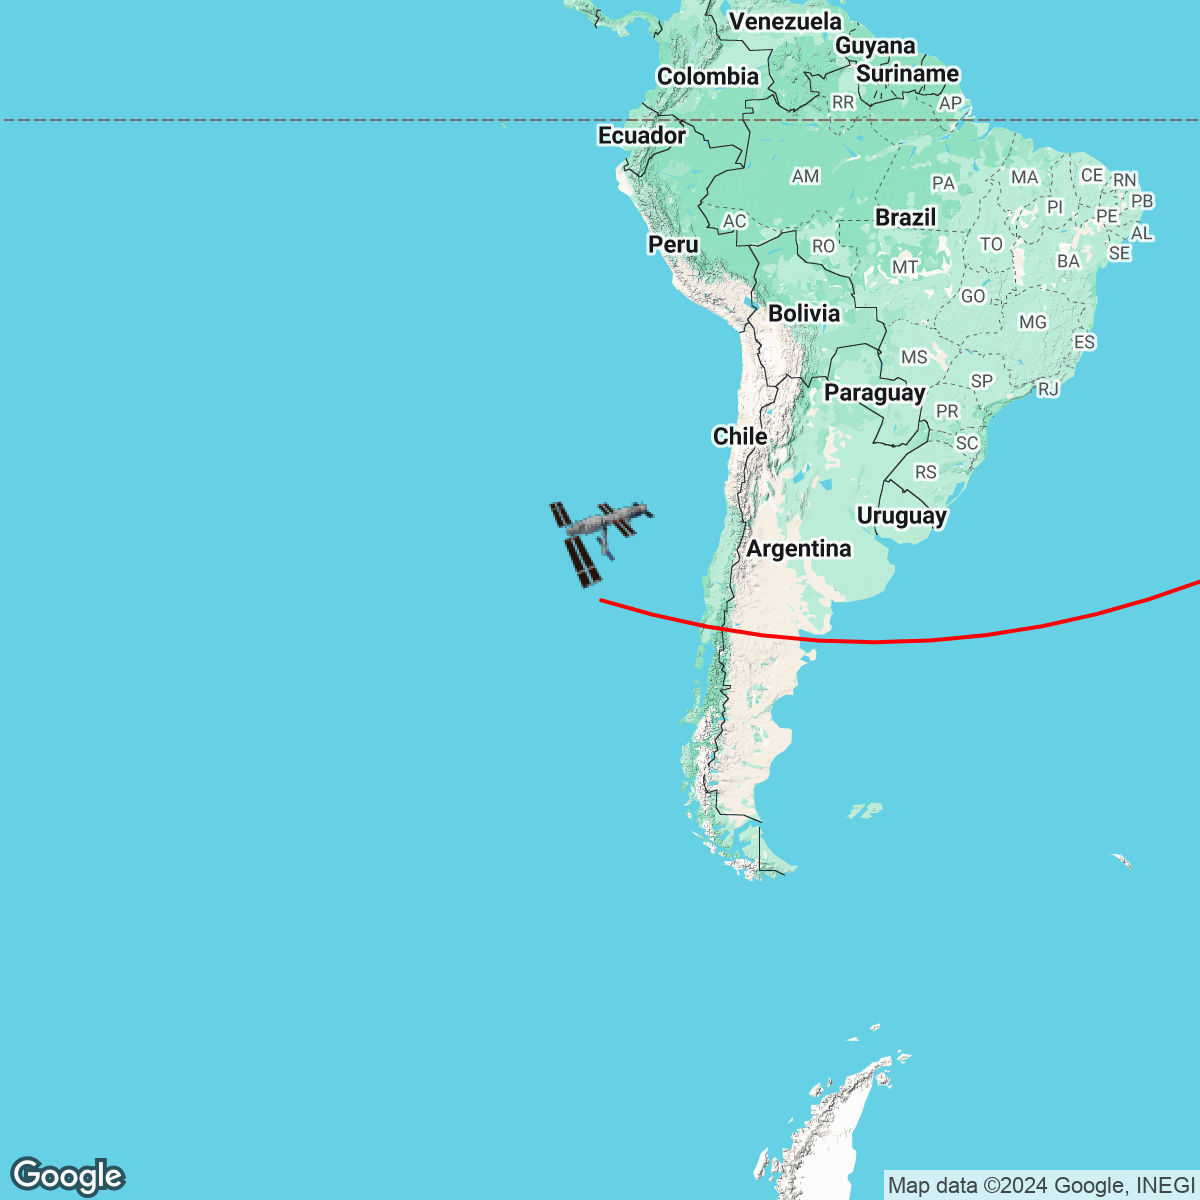 Venezuela
Guyana
Colombia
Suriname
RR
AP
Ecuador
AM
PA
MA
CE
RN
PI
PB
PE
AC
Brazil
AL
Peru
RO
TO
SE
MT
BA
GO
Bolivia
MG
ES
MS
SP
RJ
Paraguay
PR
Chile
SC
RS
Uruguay
Argentina
Google
Map data ©2024 Google, INEGI